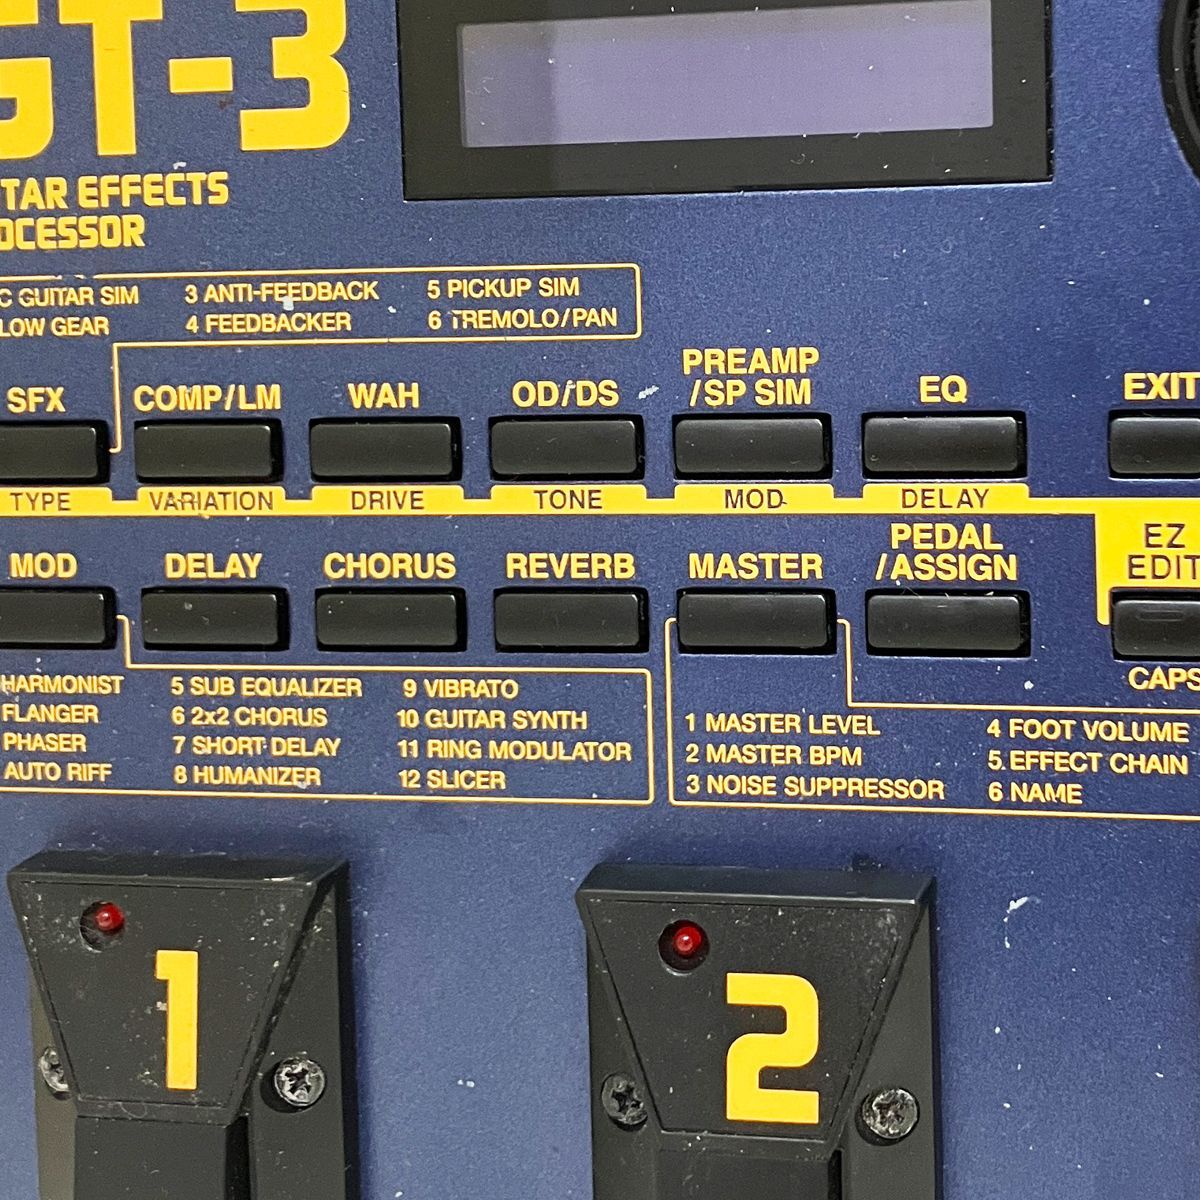 GT-3
TAR EFFECTS
OCESSOR
C GUITAR SIM 3 ANTI-FEEDBACK 5 PICKUP SIM
LOW GEAR 4 FEEDBACKER 6 TREMOLO/PAN
SFX COMP/LM WAH OD/DS PREAMP /SP SIM EQ EXIT
TYPE VARIATION DRIVE TONE MOD DELAY
MOD DELAY CHORUS REVERB MASTER PEDAL /ASSIGN EZ EDIT
CAPS
HARMONIST 5 SUB EQUALIZER 9 VIBRATO
FLANGER 6 2x2 CHORUS 10 GUITAR SYNTH
PHASER 7 SHORT DELAY 11 RING MODULATOR
AUTO RIFF 8 HUMANIZER 12 SLICER
1 MASTER LEVEL 4 FOOT VOLUME
2 MASTER BPM 5 EFFECT CHAIN
3 NOISE SUPPRESSOR 6 NAME
1
2